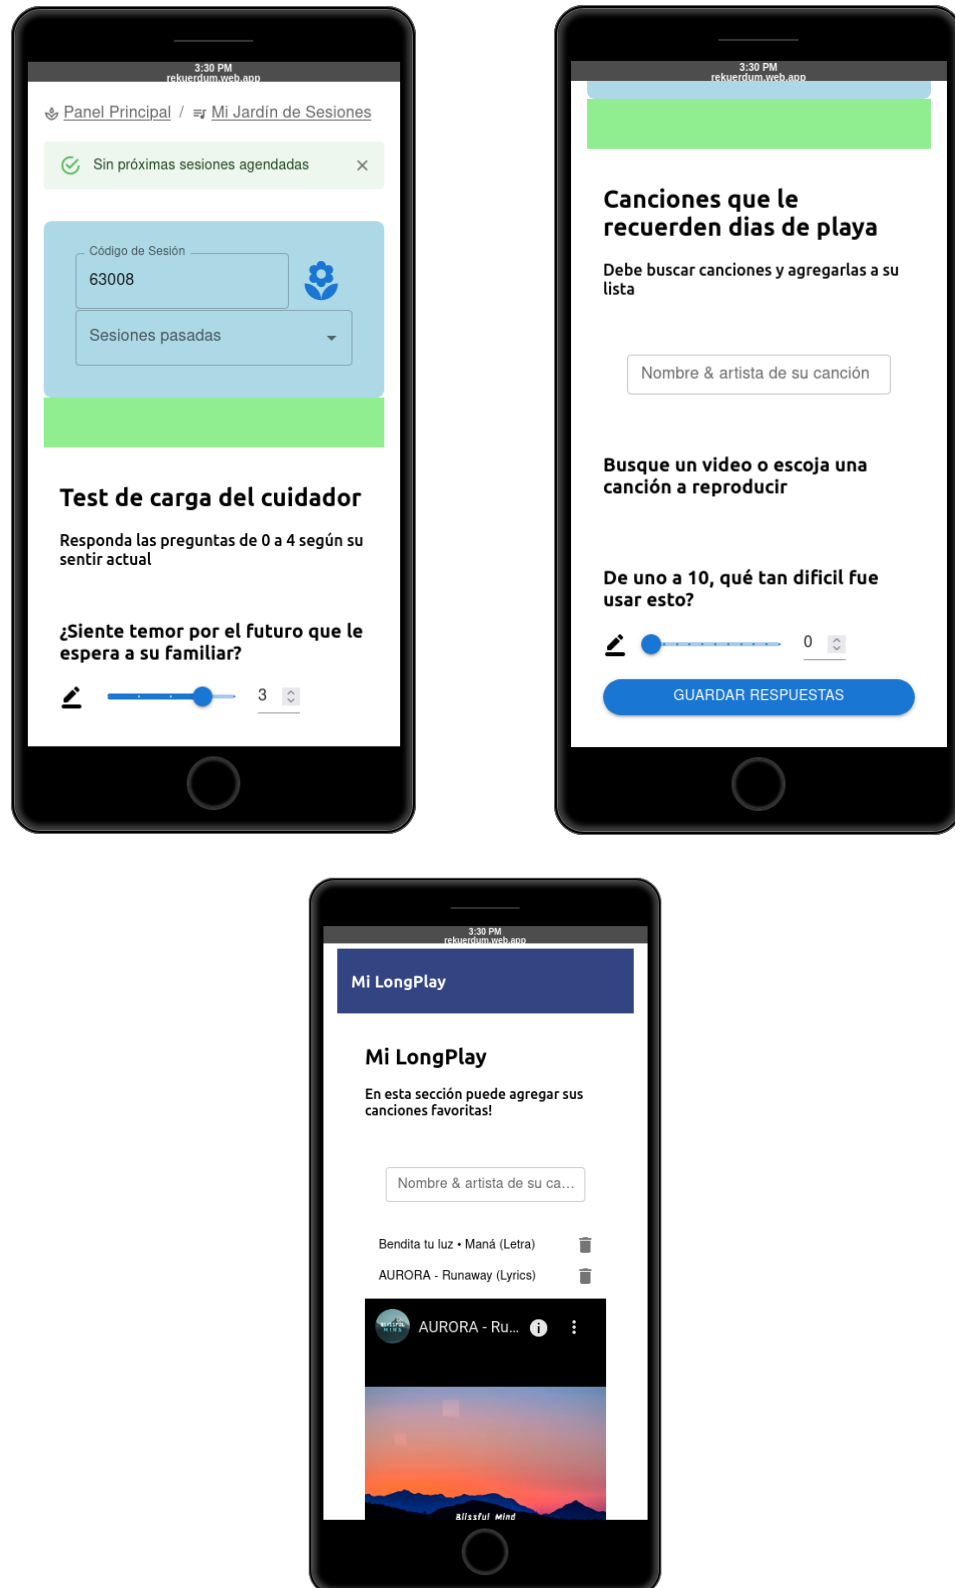 3:30 PM
rekuerdum.web.app
Panel Principal / Mi Jardín de Sesiones
Sin próximas sesiones agendadas
Código de Sesión
63008
Sesiones pasadas
Test de carga del cuidador
Responda las preguntas de 0 a 4 según su
sentir actual
¿Siente temor por el futuro que le
espera a su familiar?
3
3:30 PM
rekuerdum.web.app
Canciones que le
recuerden dias de playa
Debe buscar canciones y agregarlas a su
lista
Nombre & artista de su canción
Busque un video o escoja una
canción a reproducir
De uno a 10, qué tan dificil fue
usar esto?
0
GUARDAR RESPUESTAS
3:30 PM
rekuerdum.web.app
Mi LongPlay
Mi LongPlay
En esta sección puede agregar sus
canciones favoritas!
Nombre & artista de su ca...
Bendita tu luz • Maná (Letra)
AURORA - Runaway (Lyrics)
BLISSFUL
MIND
AURORA - Ru...
Blissful Mind